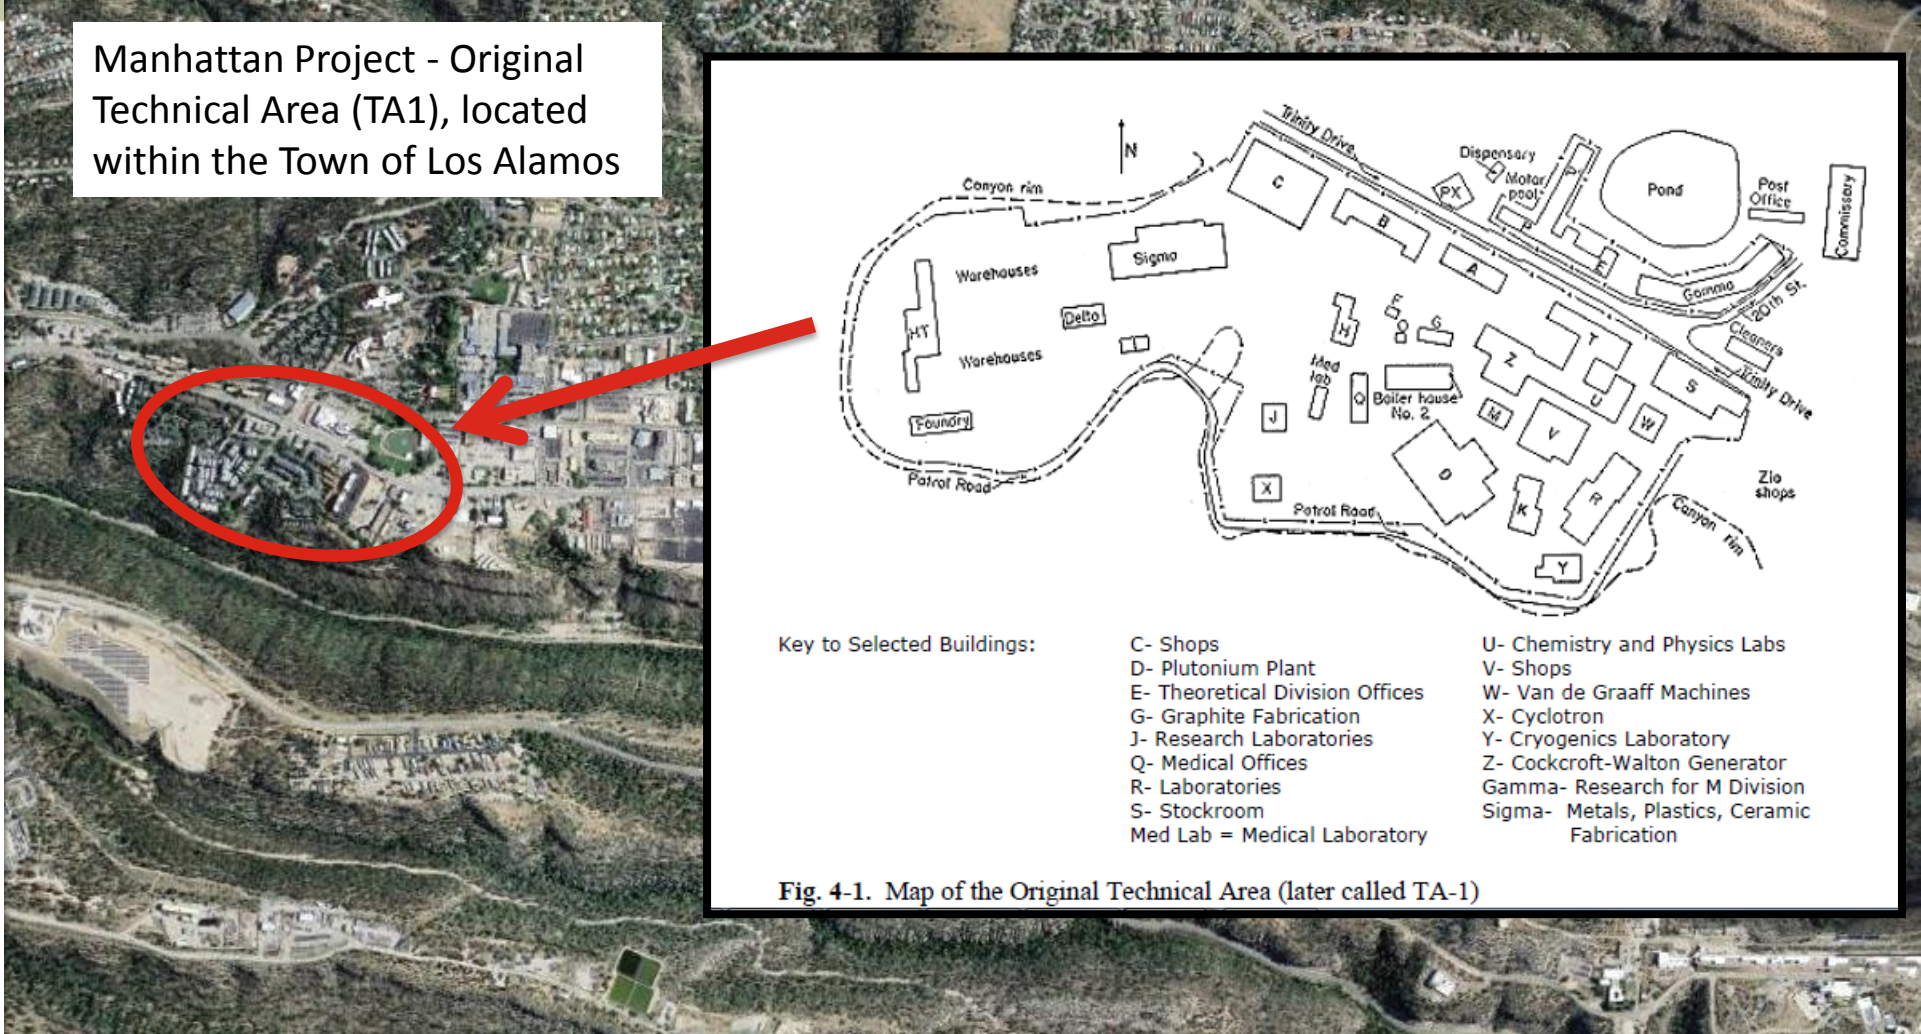 Manhattan Project - Original
Technical Area (TA1), located
within the Town of Los Alamos
Trinity Drive
N
Canyon rim
C
Dispensary
Motor
pool
P
PX
P
Pond
Post
Office
Commissary
B
Sigma
A
E
Gamma
20th St.
Warehouses
HT
Delta
H
F
O
G
T
Cleaners
Trinity Drive
L
Warehouses
Med
lab
Z
S
Q
Boiler house
No. 2
U
M
W
J
V
Foundry
D
Patrol Road
X
Patrol Road
K
R
Zia
shops
Canyon rim
Y
Key to Selected Buildings:
C- Shops
D- Plutonium Plant
E- Theoretical Division Offices
G- Graphite Fabrication
J- Research Laboratories
Q- Medical Offices
R- Laboratories
S- Stockroom
Med Lab = Medical Laboratory
U- Chemistry and Physics Labs
V- Shops
W- Van de Graaff Machines
X- Cyclotron
Y- Cryogenics Laboratory
Z- Cockcroft-Walton Generator
Gamma- Research for M Division
Sigma- Metals, Plastics, Ceramic
Fabrication
Fig. 4-1. Map of the Original Technical Area (later called TA-1)